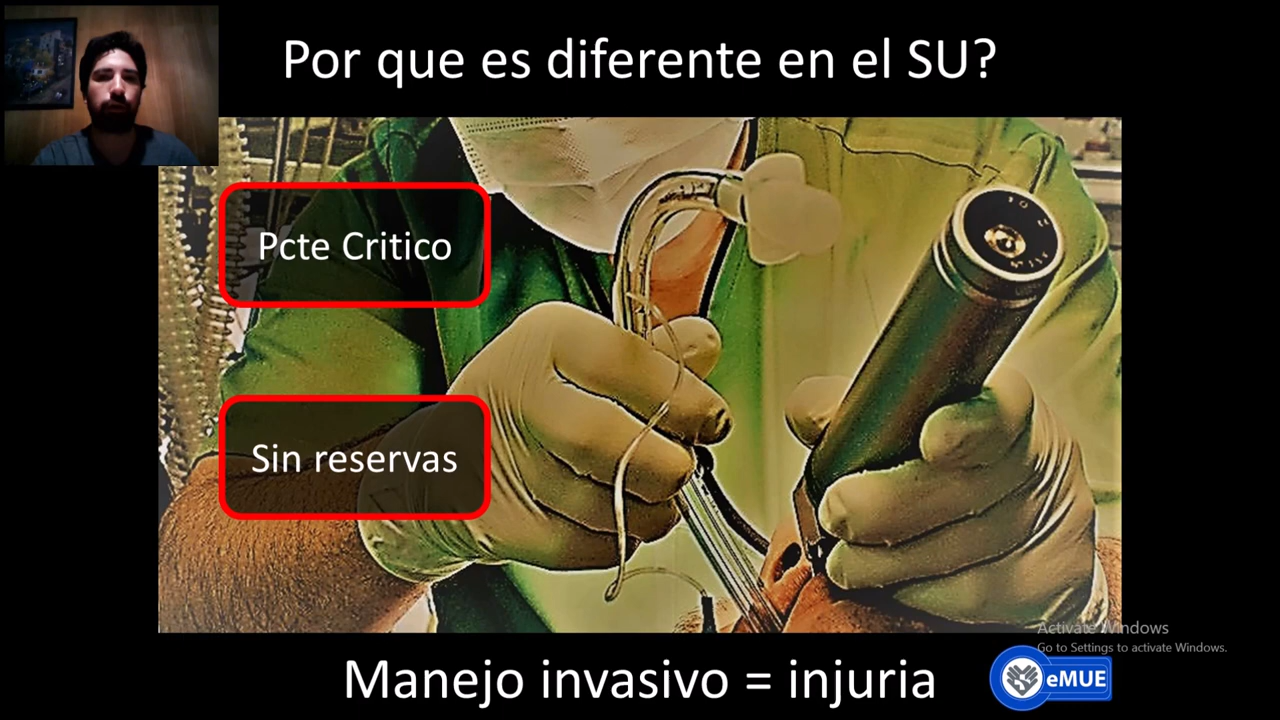 Por que es diferente en el SU?
Pcte Critico
Sin reservas
Activate Windows
Go to Settings to activate Windows.
Manejo invasivo = injuria
eMUE